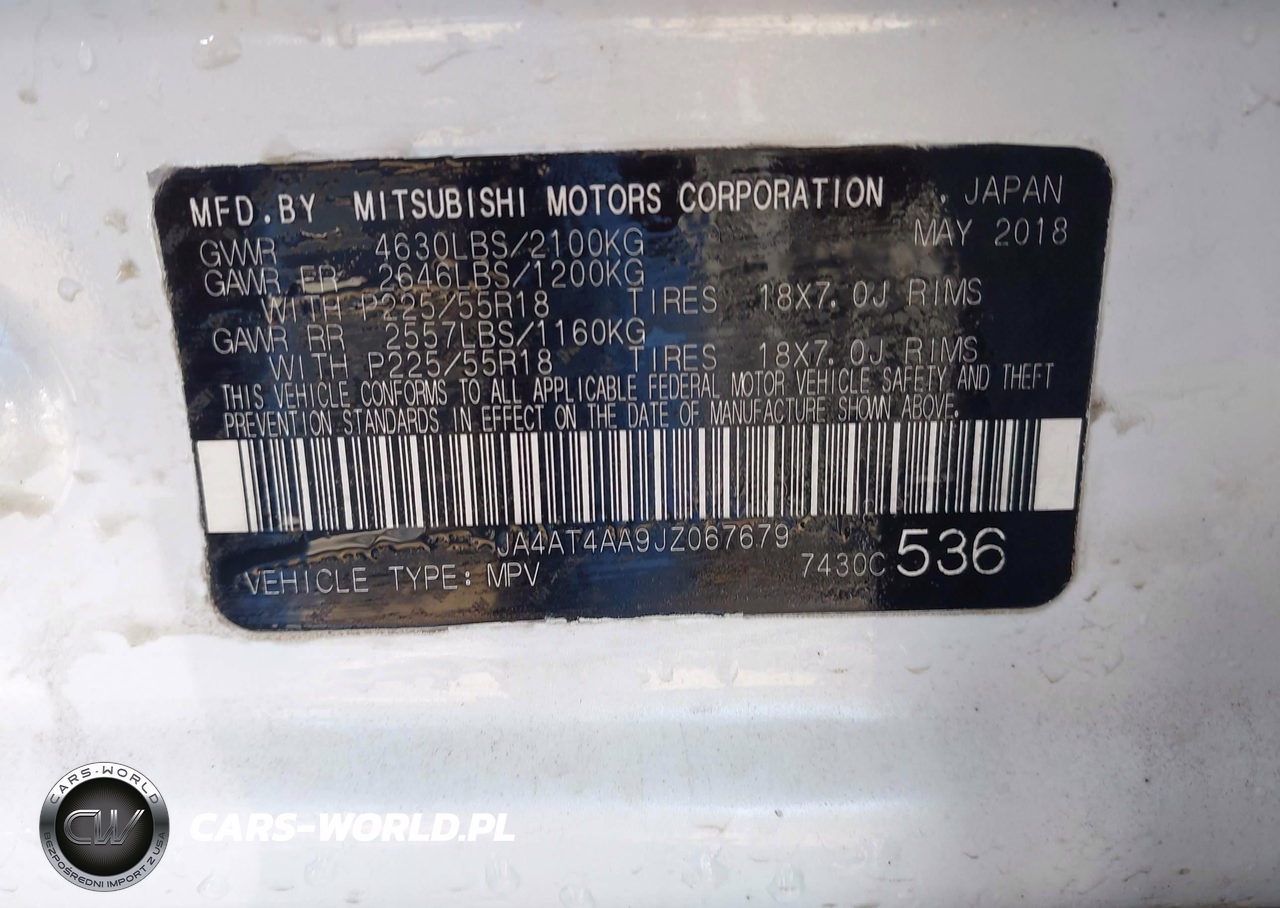 MFD.BY MITSUBISHI MOTORS CORPORATION , JAPAN
GVWR 4630LBS/2100KG MAY 2018
GAWR FR 2646LBS/1200KG
WITH P225/55R18 TIRES 18X7.0J RIMS
GAWR RR 2557LBS/1160KG
WITH P225/55R18 TIRES 18X7.0J RIMS
THIS VEHICLE CONFORMS TO ALL APPLICABLE FEDERAL MOTOR VEHICLE SAFETY AND THEFT
PREVENTION STANDARDS IN EFFECT ON THE DATE OF MANUFACTURE SHOWN ABOVE.
JA4AT4AA9JZ067679
VEHICLE TYPE: MPV 7430C 536
CARS-WORLD
CW
BEZPOŚREDNI IMPORT Z USA
CARS-WORLD.PL